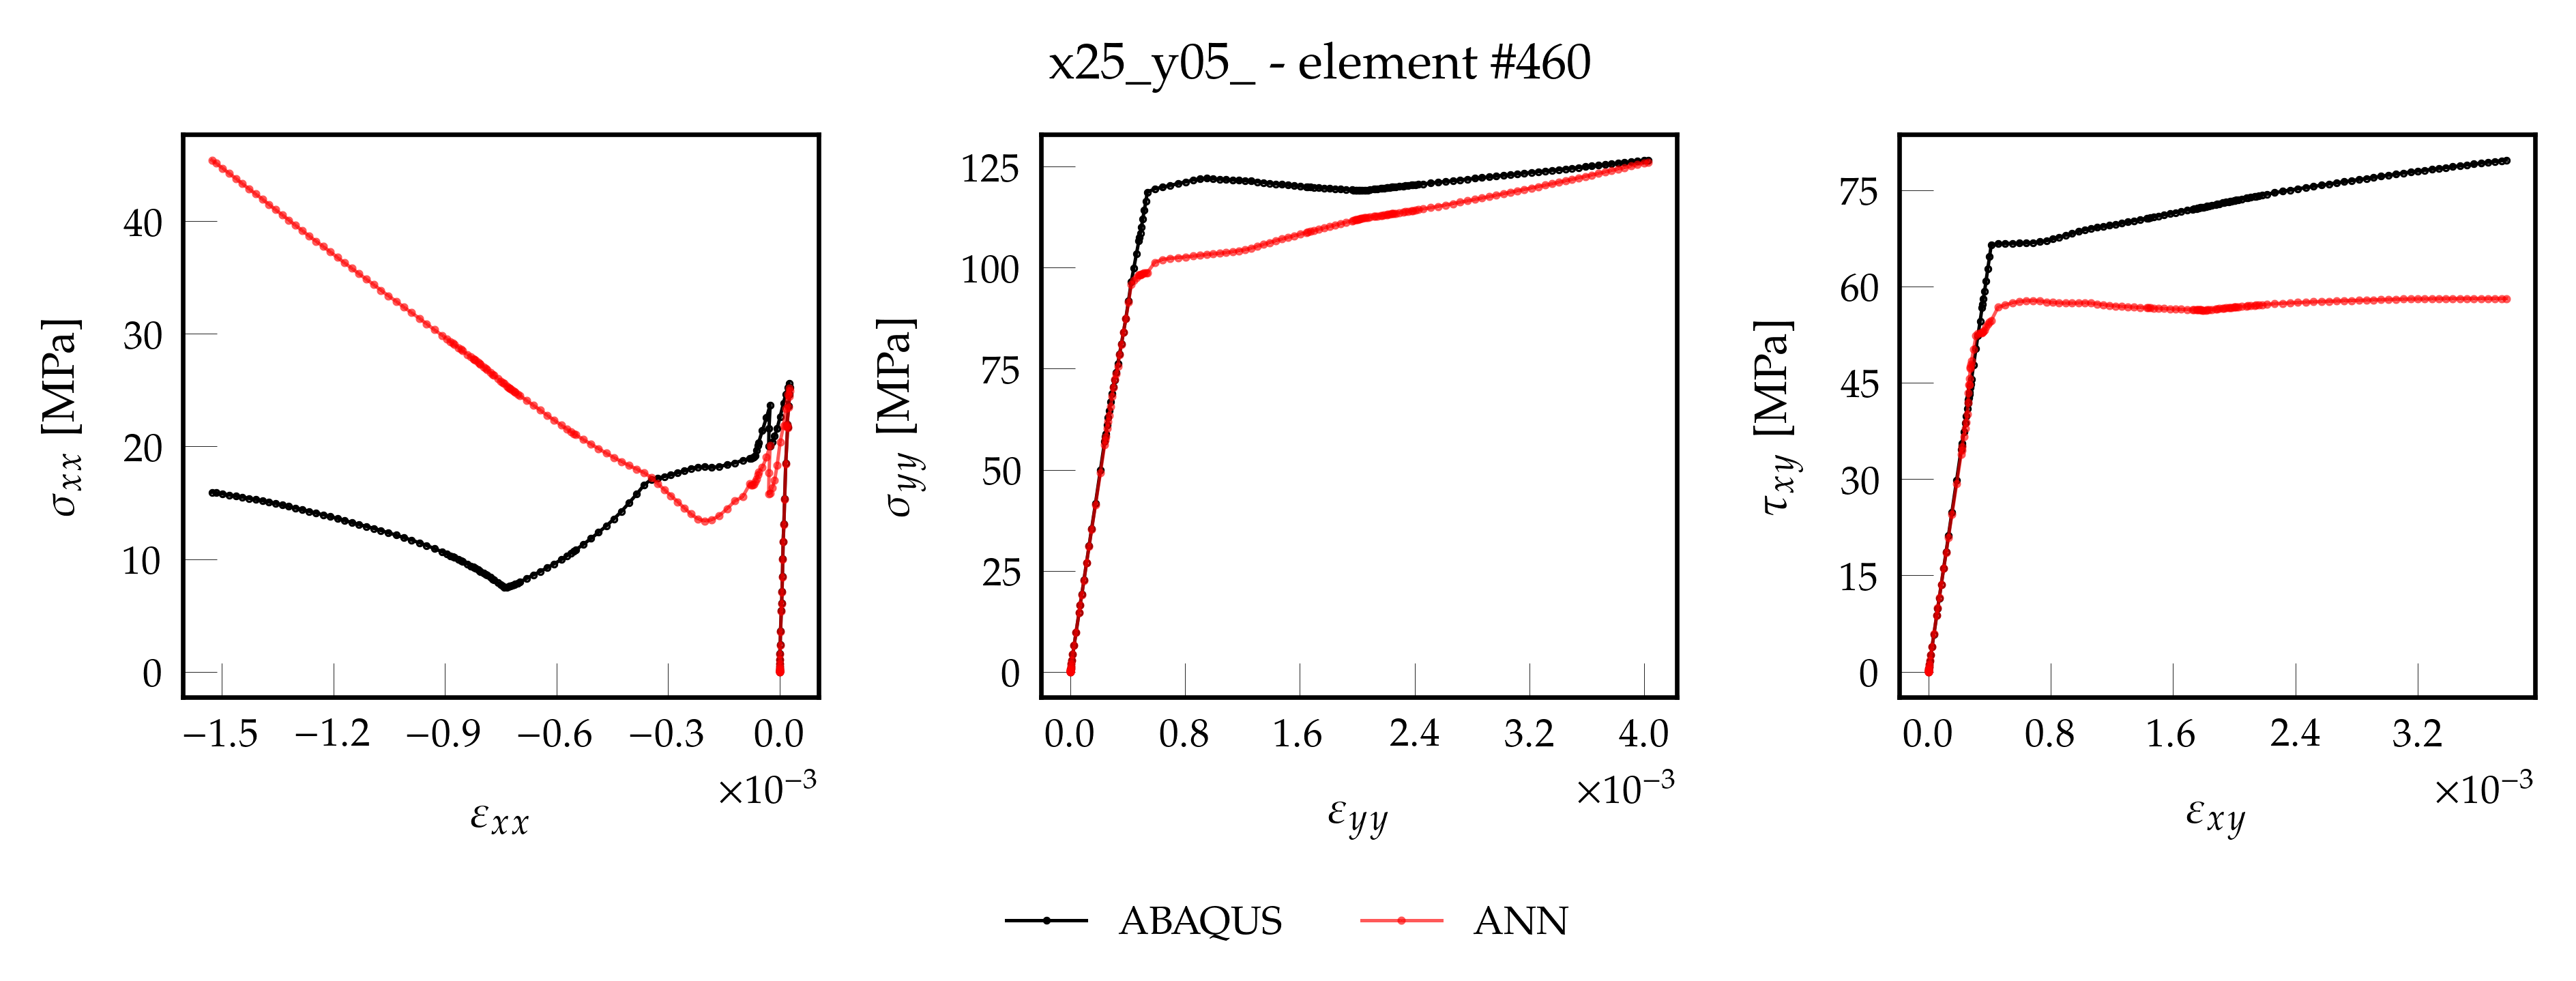 x25_y05_ - element #460
σxx [MPa]
40
30
20
10
0
−1.5 −1.2 −0.9 −0.6 −0.3 0.0
×10−3
εxx
σyy [MPa]
125
100
75
50
25
0
0.0 0.8 1.6 2.4 3.2 4.0
×10−3
εyy
τxy [MPa]
75
60
45
30
15
0
0.0 0.8 1.6 2.4 3.2
×10−3
εxy
ABAQUS ANN